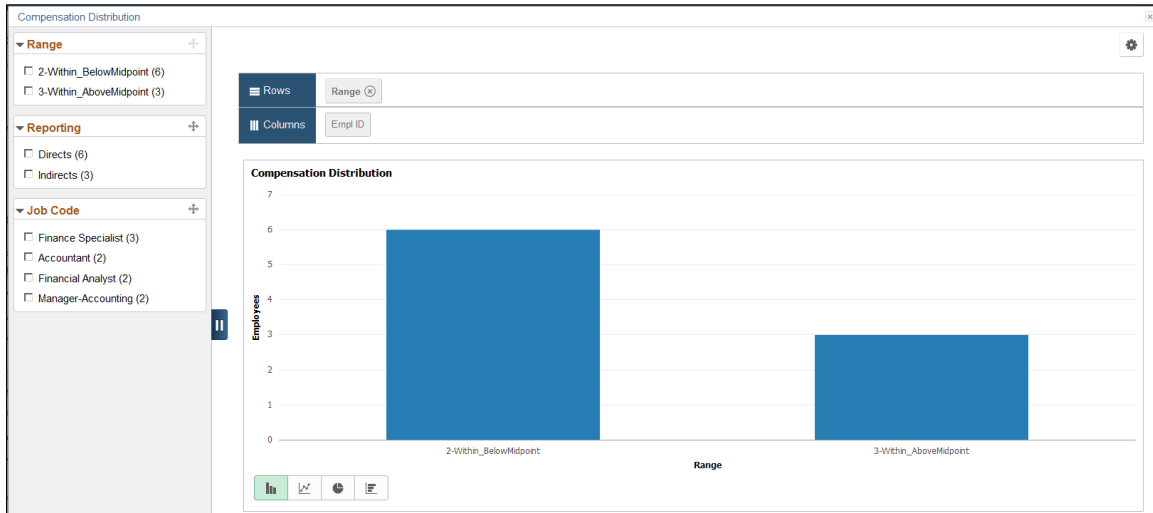 Compensation Distribution
Range
2-Within_BelowMidpoint (6)
3-Within_AboveMidpoint (3)
Reporting
Directs (6)
Indirects (3)
Job Code
Finance Specialist (3)
Accountant (2)
Financial Analyst (2)
Manager-Accounting (2)
Rows
Range
Columns
Empl ID
Compensation Distribution
7
6
5
4
3
2
1
0
Employees
2-Within_BelowMidpoint
3-Within_AboveMidpoint
Range